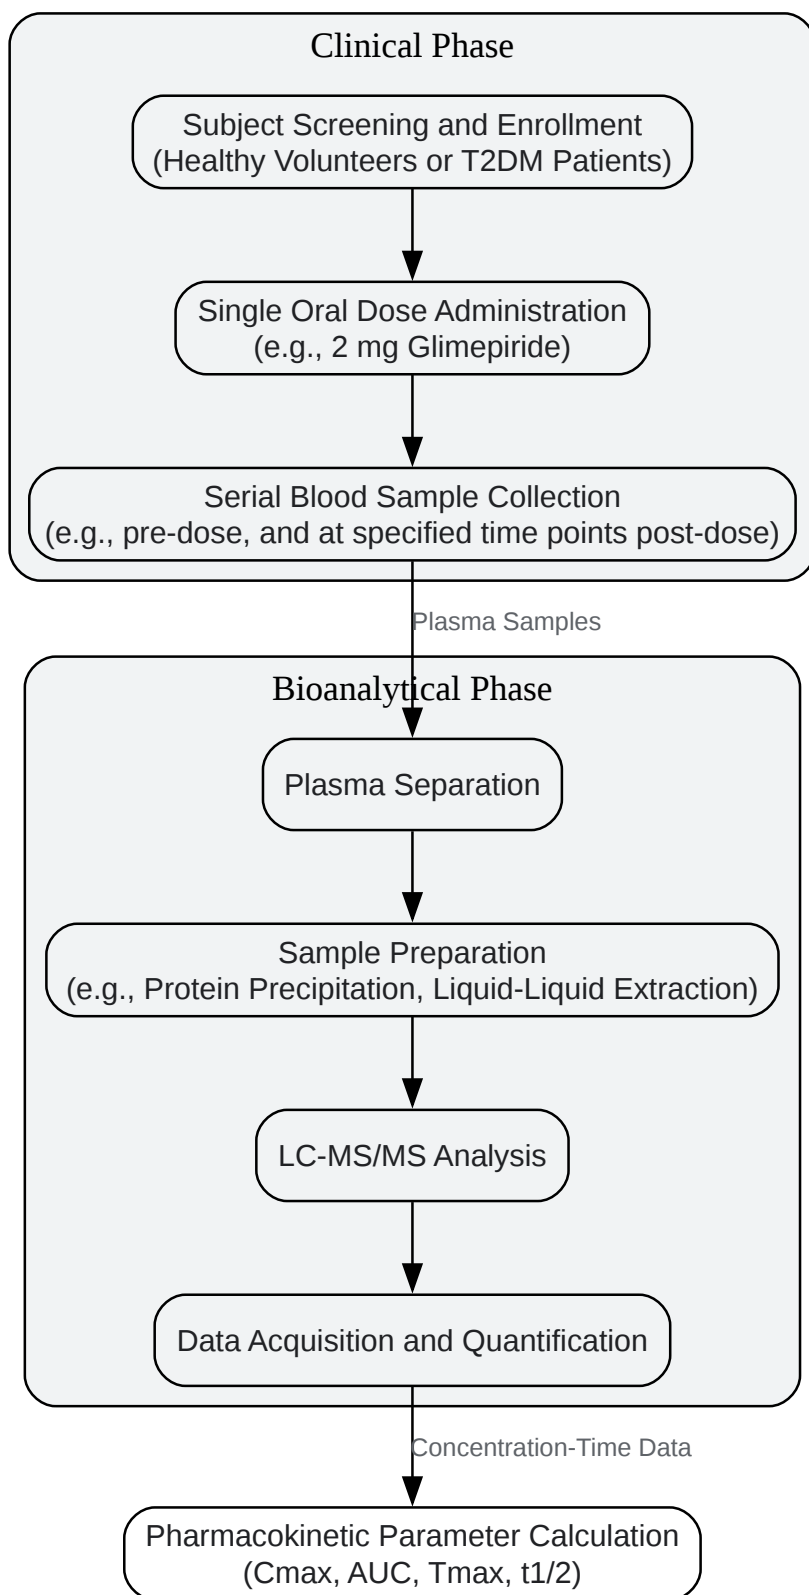 Clinical Phase
Subject Screening and Enrollment
(Healthy Volunteers or T2DM Patients)
Single Oral Dose Administration
(e.g., 2 mg Glimepiride)
Serial Blood Sample Collection
(e.g., pre-dose, and at specified time points post-dose)
Plasma Samples
Bioanalytical Phase
Plasma Separation
Sample Preparation
(e.g., Protein Precipitation, Liquid-Liquid Extraction)
LC-MS/MS Analysis
Data Acquisition and Quantification
Concentration-Time Data
Pharmacokinetic Parameter Calculation
(Cmax, AUC, Tmax, t1/2)